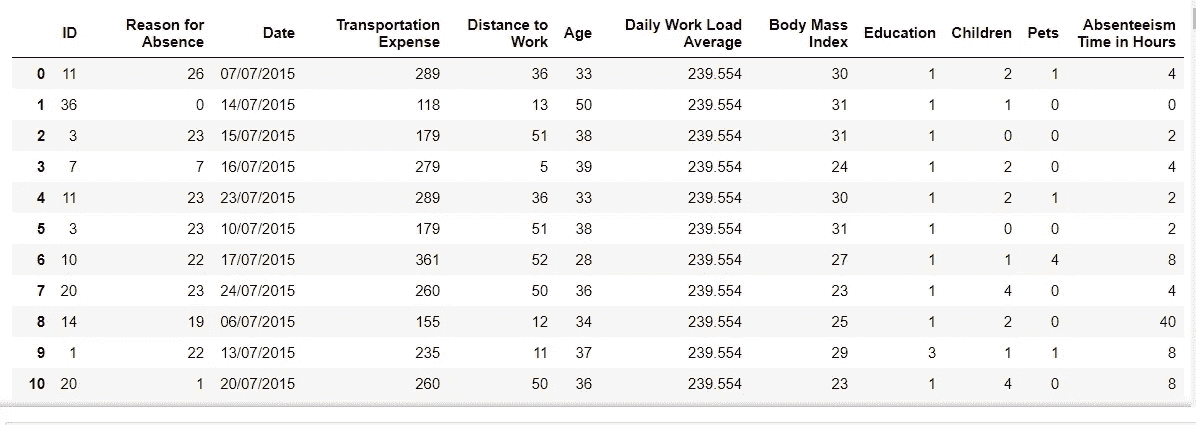 ID Reason for Absence Date Transportation Expense Distance to Work Age Daily Work Load Average Body Mass Index Education Children Pets Absenteeism Time in Hours
0 11 26 07/07/2015 289 36 33 239.554 30 1 2 1 4
1 36 0 14/07/2015 118 13 50 239.554 31 1 1 0 0
2 3 23 15/07/2015 179 51 38 239.554 31 1 0 0 2
3 7 7 16/07/2015 279 5 39 239.554 24 1 2 0 4
4 11 23 23/07/2015 289 36 33 239.554 30 1 2 1 2
5 3 23 10/07/2015 179 51 38 239.554 31 1 0 0 2
6 10 22 17/07/2015 361 52 28 239.554 27 1 1 4 8
7 20 23 24/07/2015 260 50 36 239.554 23 1 4 0 4
8 14 19 06/07/2015 155 12 34 239.554 25 1 2 0 40
9 1 22 13/07/2015 235 11 37 239.554 29 3 1 1 8
10 20 1 20/07/2015 260 50 36 239.554 23 1 4 0 8